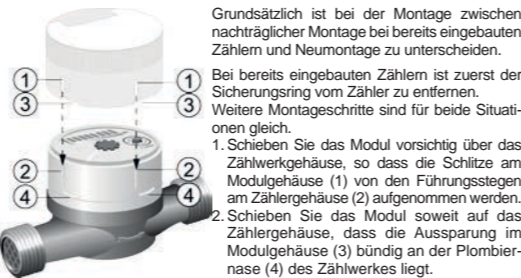 Grundsätzlich ist bei der Montage zwischen
nachträglicher Montage bei bereits eingebauten
Zählern und Neumontage zu unterscheiden.
Bei bereits eingebauten Zählern ist zuerst der
Sicherungsring vom Zähler zu entfernen.
Weitere Montageschritte sind für beide Situati-
onen gleich.
1. Schieben Sie das Modul vorsichtig über das
Zählwerkgehäuse, so dass die Schlitze am
Modulgehäuse (1) von den Führungsstegen
am Zählergehäuse (2) aufgenommen werden.
2. Schieben Sie das Modul soweit auf das
Zählergehäuse, dass die Aussparung im
Modulgehäuse (3) bündig an der Plombier-
nase (4) des Zählwerkes liegt.
1 1
3 3
2 2
4 4